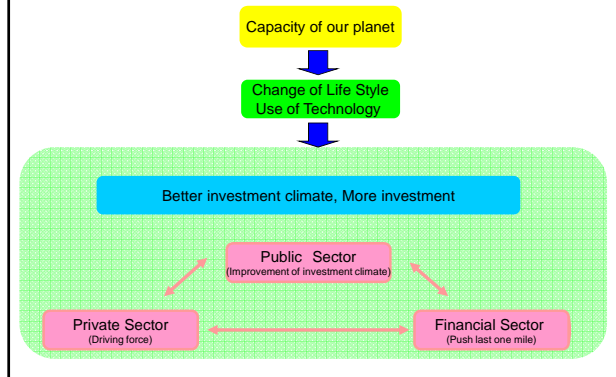 Capacity of our planet
Change of Life Style
Use of Technology
Better investment climate, More investment
Public Sector
(Improvement of investment climate)
Private Sector
(Driving force)
Financial Sector
(Push last one mile)